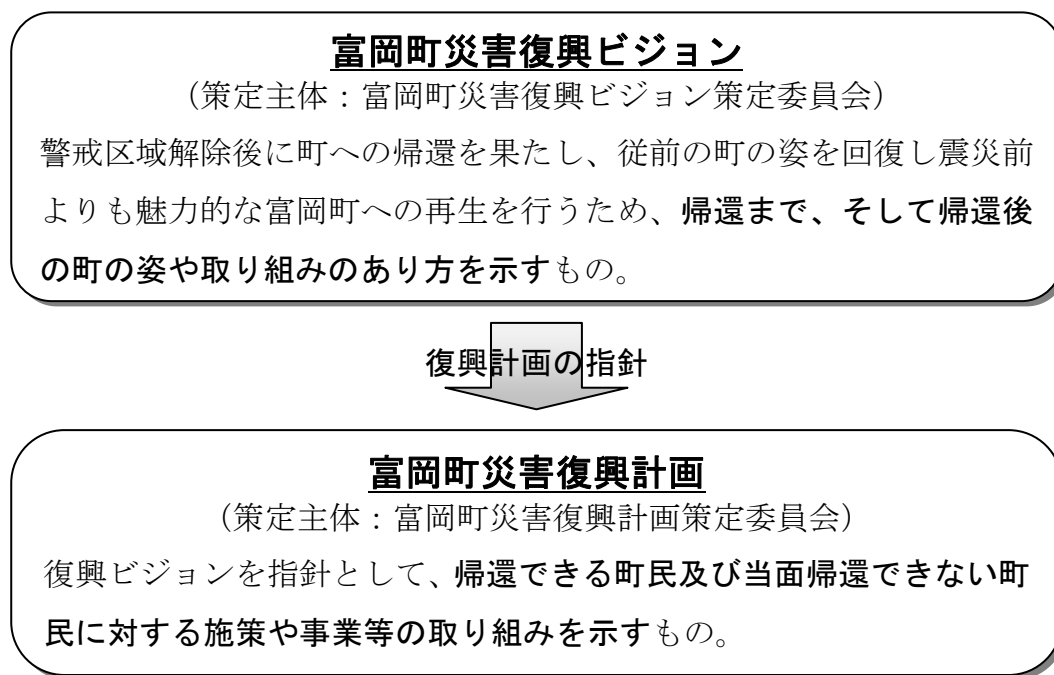 富岡町災害復興ビジョン
（策定主体：富岡町災害復興ビジョン策定委員会）
警戒区域解除後に町への帰還を果たし、従前の町の姿を回復し震災前
よりも魅力的な富岡町への再生を行うため、帰還まで、そして帰還後
の町の姿や取り組みのあり方を示すもの。
復興計画の指針
富岡町災害復興計画
（策定主体：富岡町災害復興計画策定委員会）
復興ビジョンを指針として、帰還できる町民及び当面帰還できない町
民に対する施策や事業等の取り組みを示すもの。